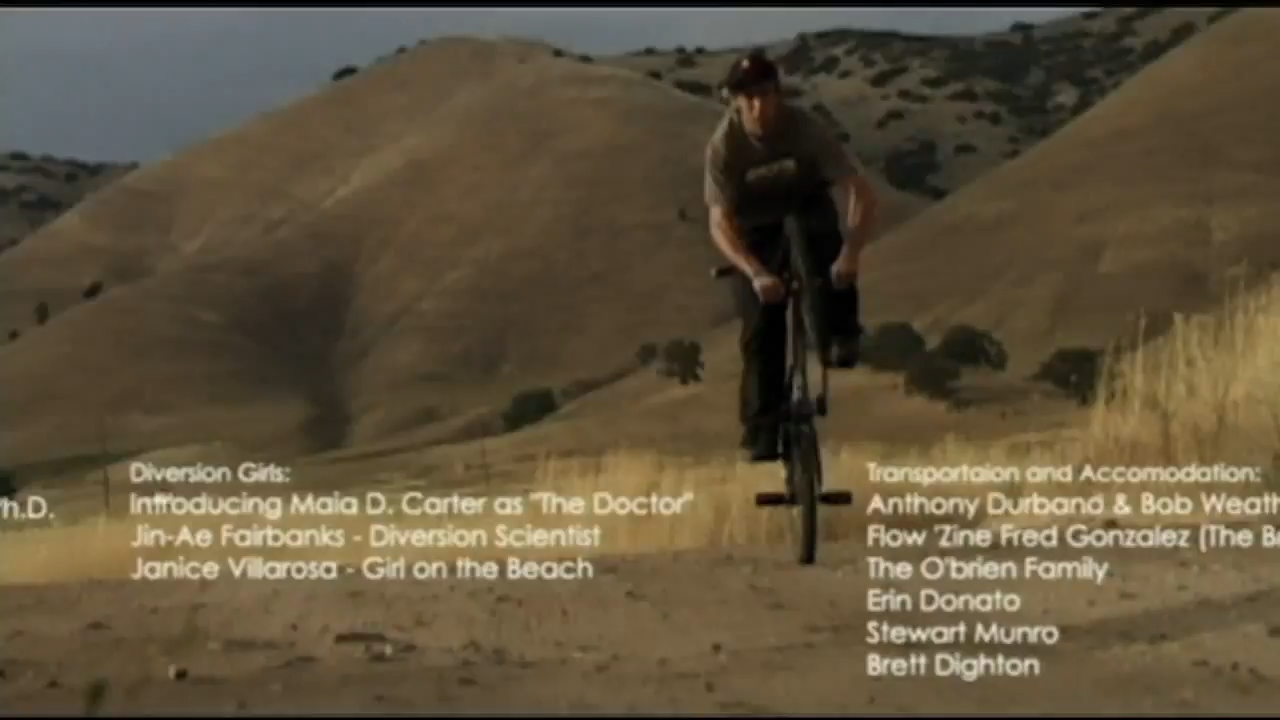 h.D.
Diversion Girls:
Introducing Maia D. Carter as "The Doctor"
Jin-Ae Fairbanks - Diversion Scientist
Janice Villarosa - Girl on the Beach
Transportaion and Accomodation:
Anthony Durband & Bob Weath
Flow 'Zine Fred Gonzalez (The B
The O'brien Family
Erin Donato
Stewart Munro
Brett Dighton